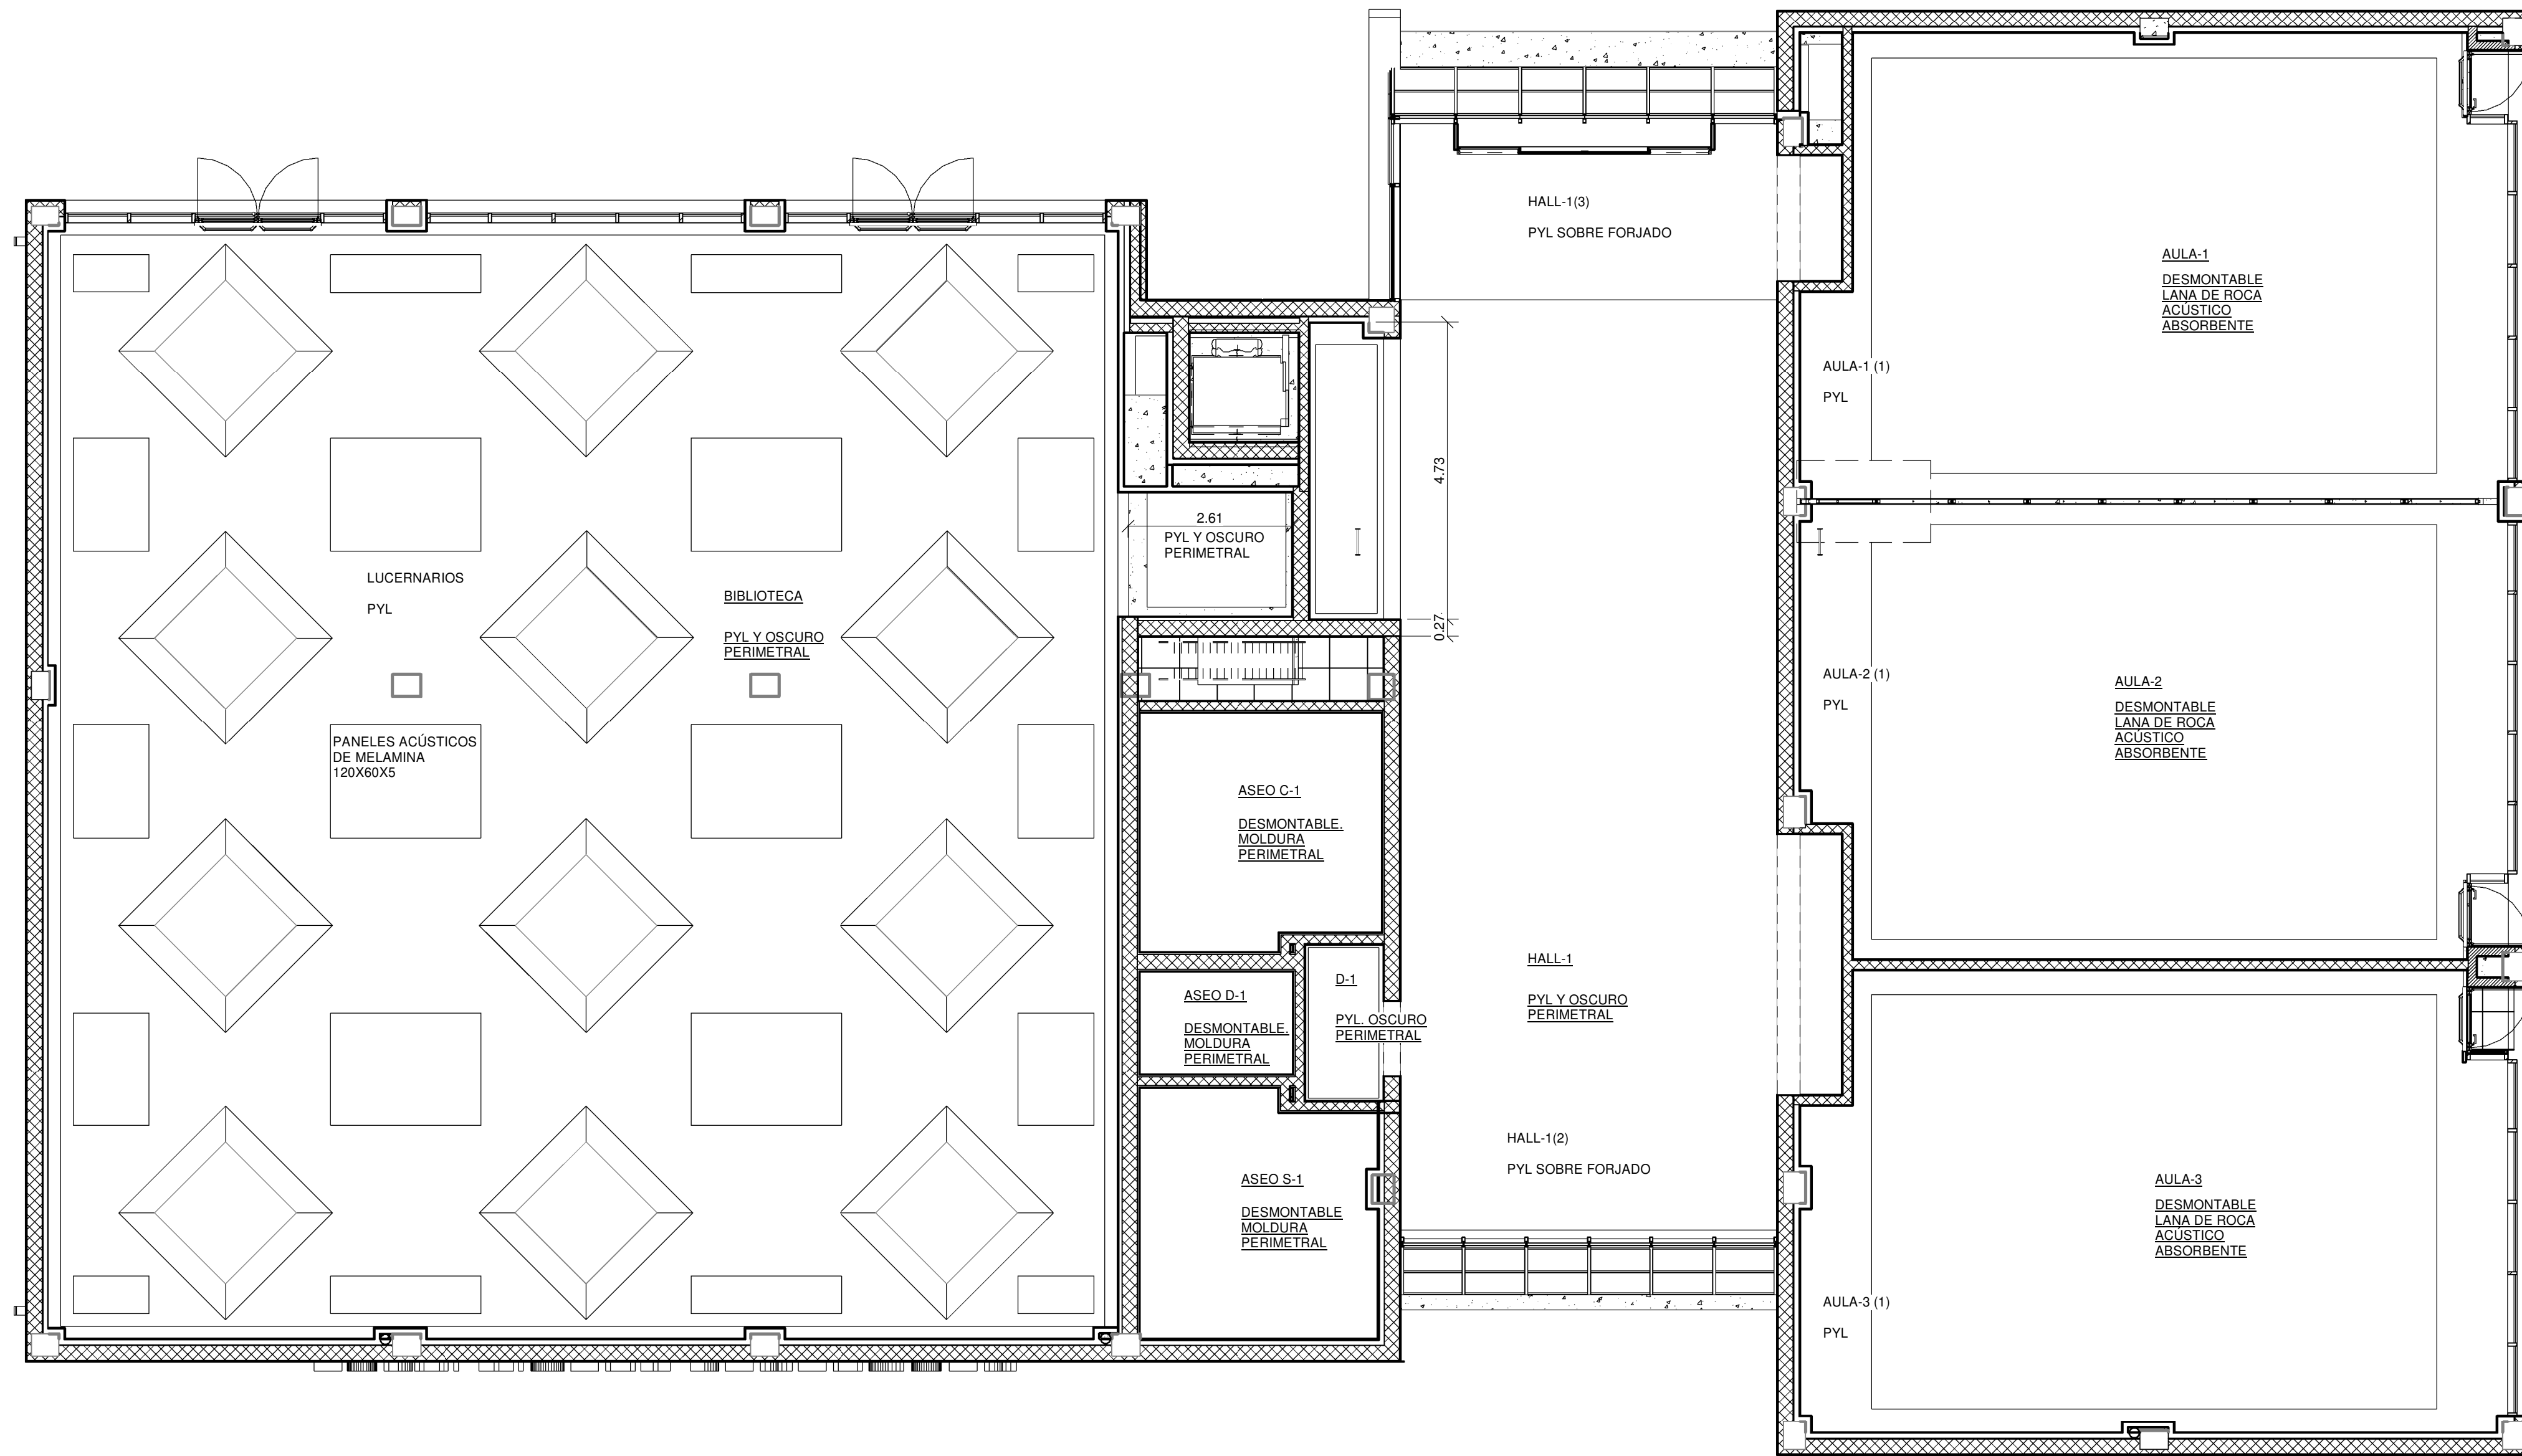 LUCERNARIOS
PYL
PANELES ACÚSTICOS
DE MELAMINA
120X60X5
BIBLIOTECA
PYL Y OSCURO
PERIMETRAL
2.61
PYL Y OSCURO
PERIMETRAL
4.73
0.27
ASEO C-1
DESMONTABLE.
MOLDURA
PERIMETRAL
ASEO D-1
DESMONTABLE.
MOLDURA
PERIMETRAL
D-1
PYL. OSCURO
PERIMETRAL
ASEO S-1
DESMONTABLE
MOLDURA
PERIMETRAL
HALL-1(3)
PYL SOBRE FORJADO
HALL-1
PYL Y OSCURO
PERIMETRAL
HALL-1(2)
PYL SOBRE FORJADO
AULA-1
DESMONTABLE
LANA DE ROCA
ACÚSTICO
ABSORBENTE
AULA-1 (1)
PYL
AULA-2 (1)
PYL
AULA-2
DESMONTABLE
LANA DE ROCA
ACÚSTICO
ABSORBENTE
AULA-3
DESMONTABLE
LANA DE ROCA
ACÚSTICO
ABSORBENTE
AULA-3 (1)
PYL